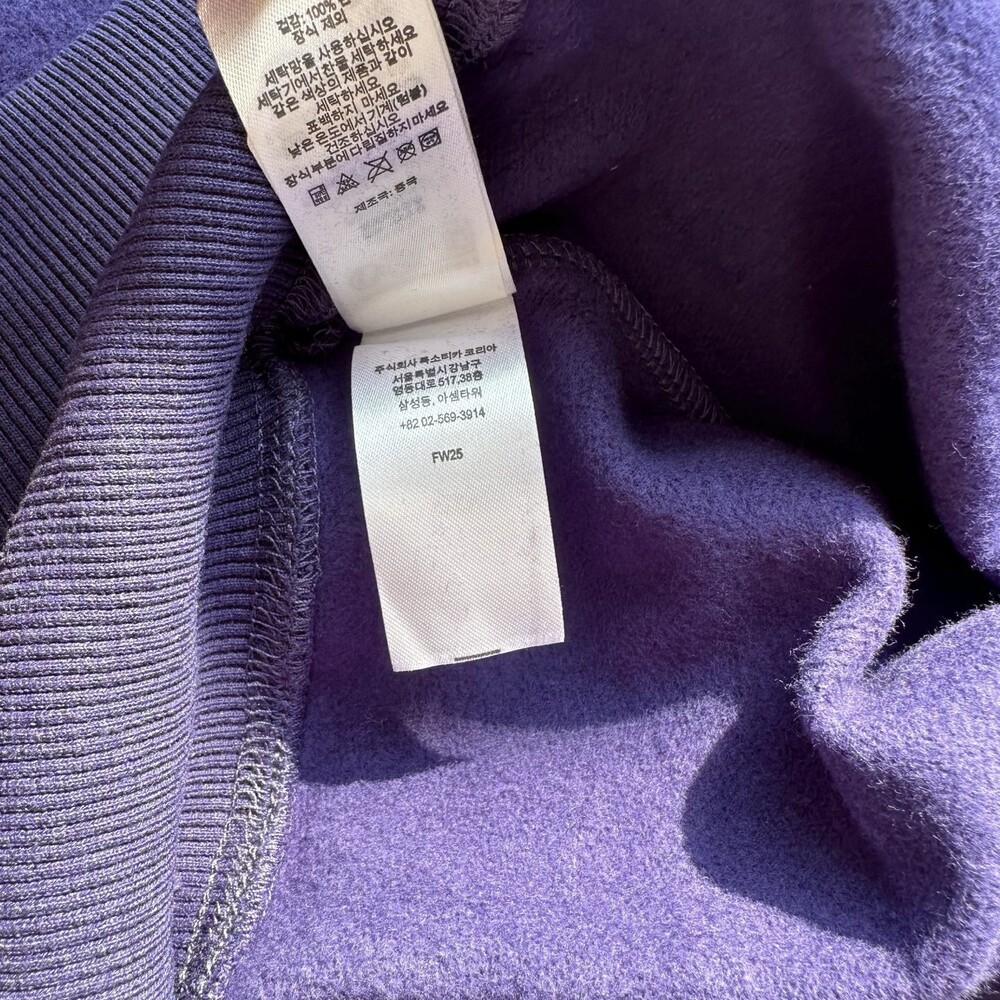 겉감: 100% 면
장식 제외
세탁망을 사용하십시오
세탁기에서 찬물 세탁하세요
같은 색상의 제품과 같이
세탁하세요
표백하지 마세요
낮은 온도에서 기계(텀블)
건조하십시오
장식부분에 다림질하지 마세요
제조국: 중국
주식회사 룩소티카 코리아
서울특별시 강남구
영동대로 517,38층
삼성동, 아셈타워
+82 02-569-3914
FW25